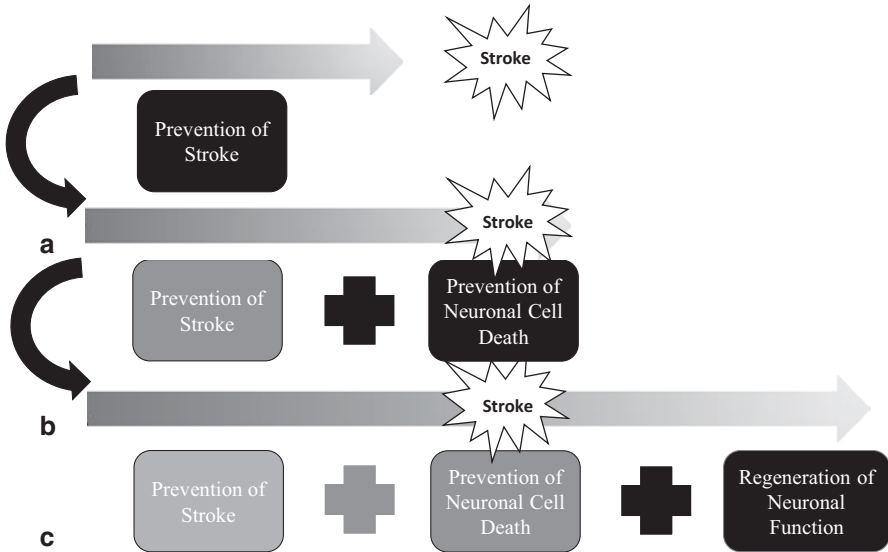 Stroke
Prevention of
Stroke
Stroke
a
Prevention of
Stroke
Prevention of
Neuronal Cell
Death
Stroke
b
Prevention of
Stroke
Prevention of
Neuronal Cell
Death
Regeneration of
Neuronal
Function
c